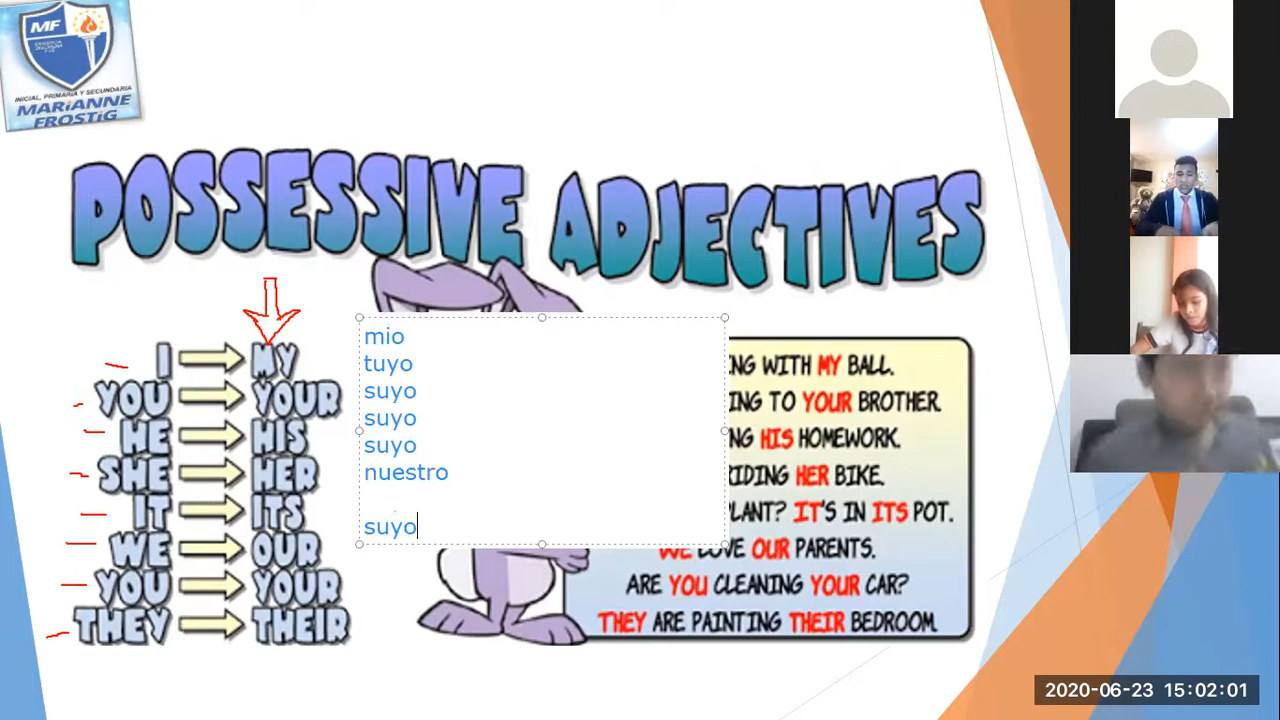 MF
INICIAL, PRIMARIA Y SECUNDARIA
MARIANNE
FROSTIG
POSSESSIVE ADJECTIVES
I MY
YOU YOUR
HE HIS
SHE HER
IT ITS
WE OUR
YOU YOUR
THEY THEIR
mio
tuyo
suyo
suyo
suyo
nuestro
suyo
NG WITH MY BALL.
ING TO YOUR BROTHER.
NG HIS HOMEWORK.
RIDING HER BIKE.
LANT? IT'S IN ITS POT.
WE LOVE OUR PARENTS.
ARE YOU CLEANING YOUR CAR?
THEY ARE PAINTING THEIR BEDROOM.
2020-06-23 15:02:01